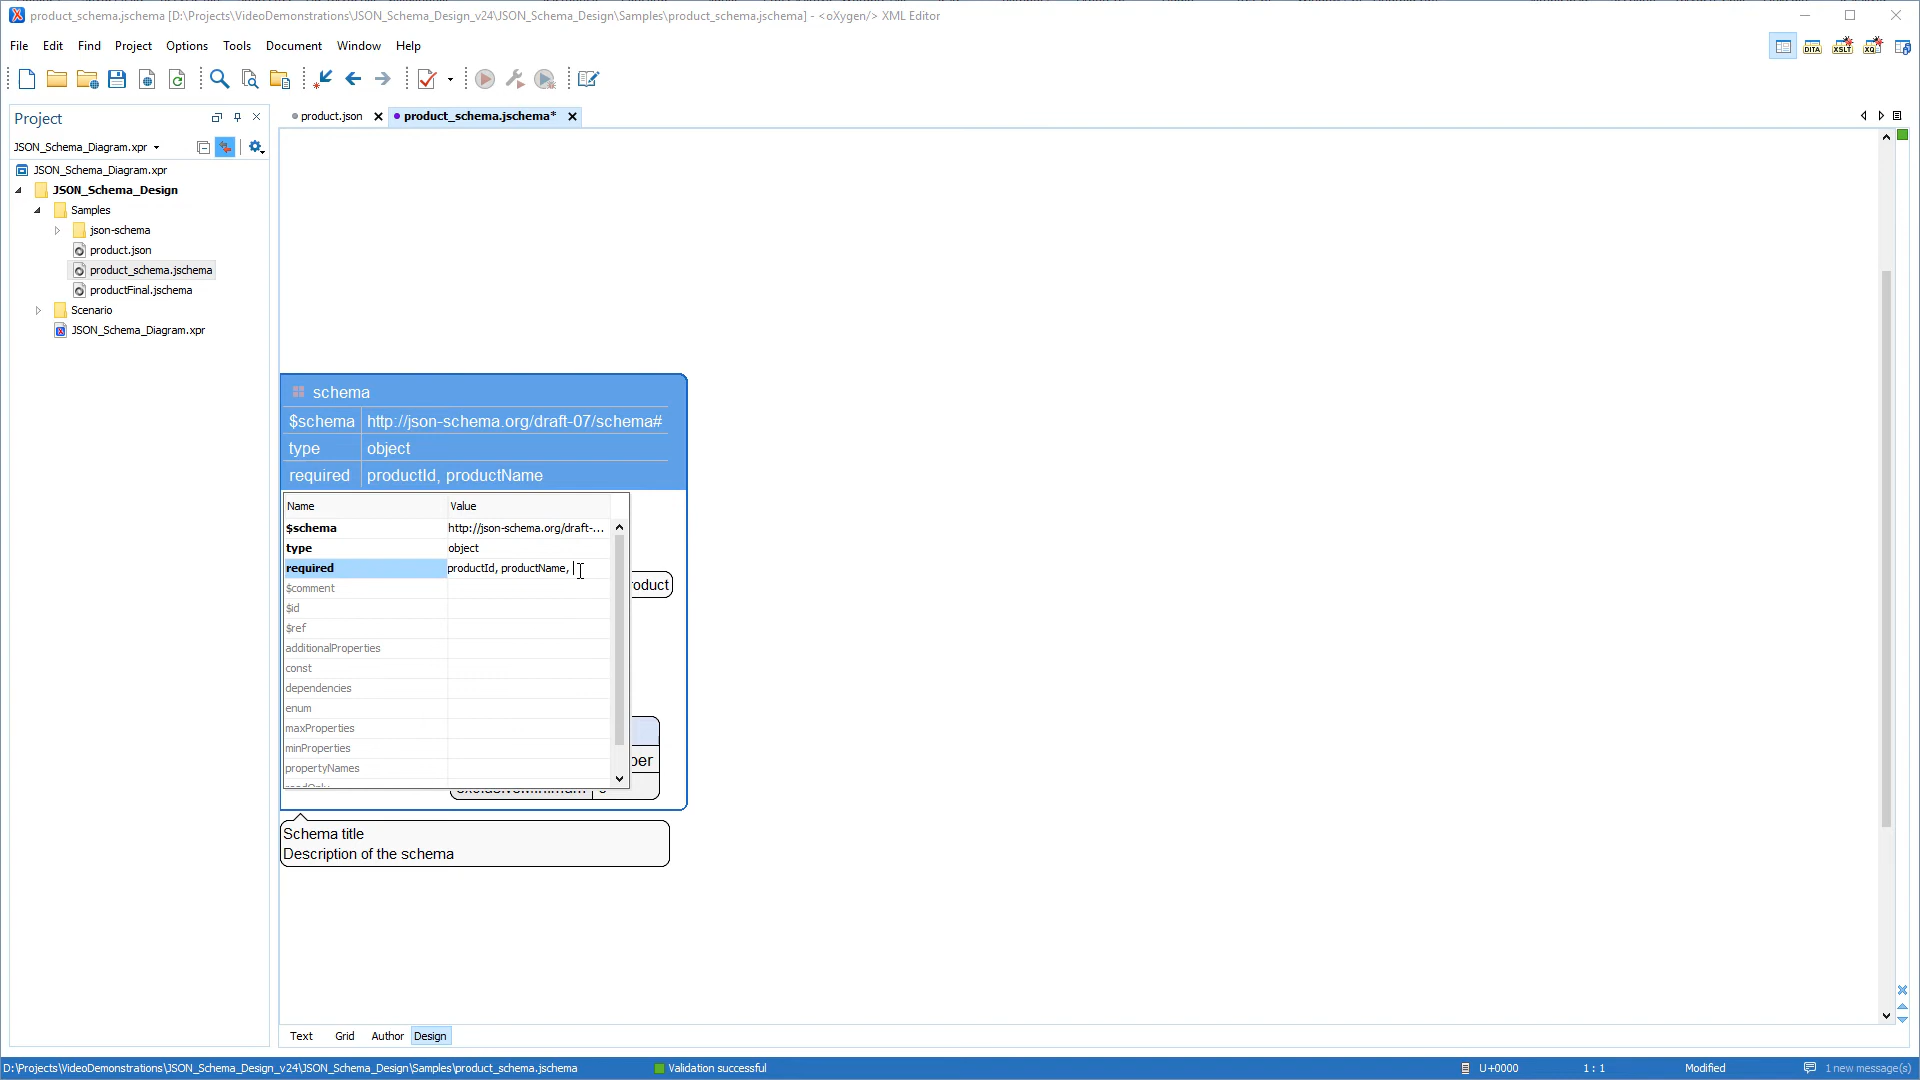 product_schema.jschema [D:\Projects\VideoDemonstrations\JSON_Schema_Design_v24\JSON_Schema_Design\Samples\product_schema.jschema] - <oXygen/> XML Editor
File Edit Find Project Options Tools Document Window Help
DITA XSLT XQ
Project
product.json
product_schema.jschema*
JSON_Schema_Diagram.xpr
JSON_Schema_Diagram.xpr
JSON_Schema_Design
Samples
json-schema
product.json
product_schema.jschema
productFinal.jschema
Scenario
JSON_Schema_Diagram.xpr
schema
$schema http://json-schema.org/draft-07/schema#
type object
required productId, productName
Name Value
$schema http://json-schema.org/draft-...
type object
required productId, productName,
$comment
oduct
$id
$ref
additionalProperties
const
dependencies
enum
maxProperties
minProperties
propertyNames
ber
Schema title
Description of the schema
Text Grid Author Design
D:\Projects\VideoDemonstrations\JSON_Schema_Design_v24\JSON_Schema_Design\Samples\product_schema.jschema Validation successful U+0000 1 : 1 Modified 1 new message(s)